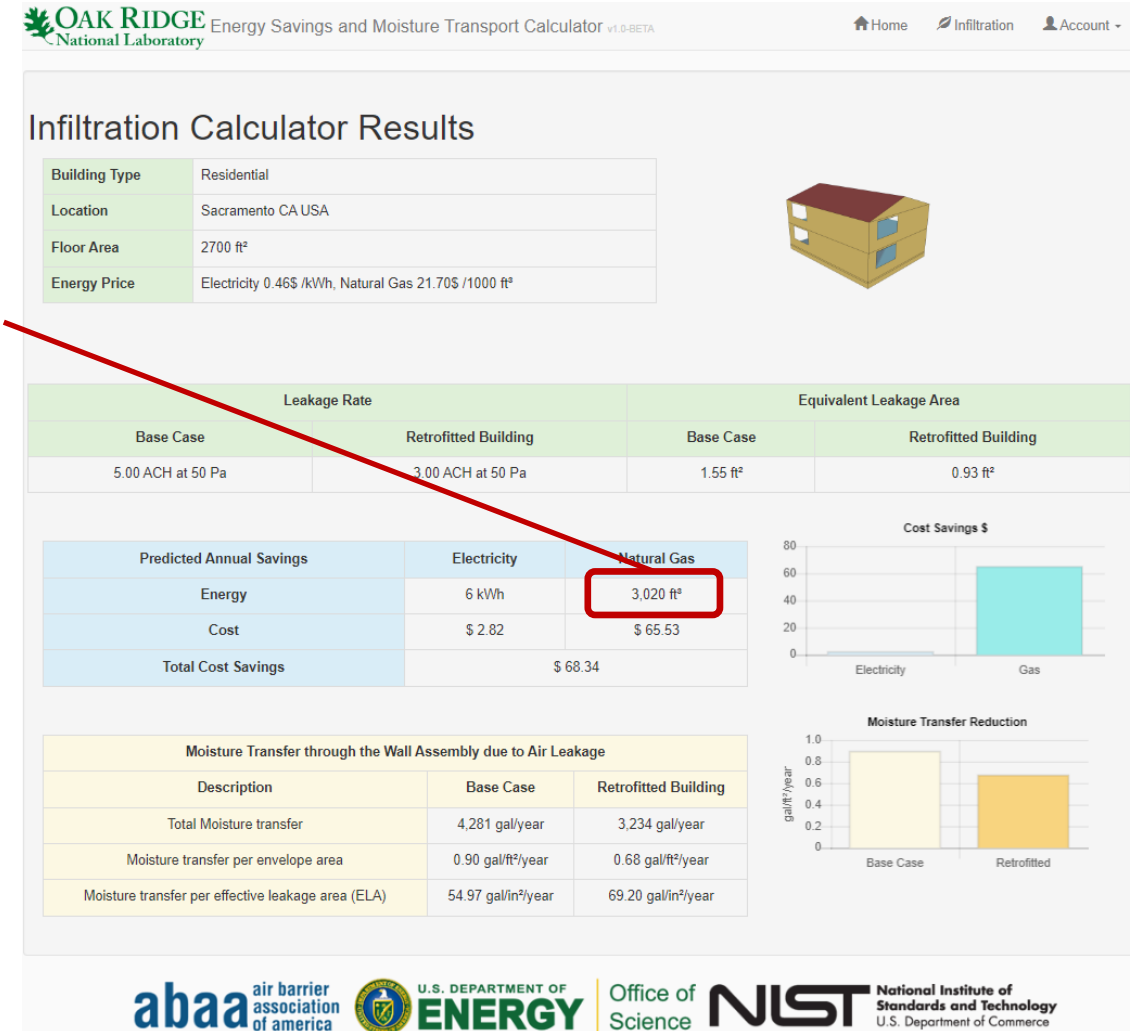 OAK RIDGE National Laboratory Energy Savings and Moisture Transport Calculator v1.0-BETA Home Infiltration Account
Infiltration Calculator Results
Building Type Residential
Location Sacramento CA USA
Floor Area 2700 ft²
Energy Price Electricity 0.46$ /kWh, Natural Gas 21.70$ /1000 ft³
Leakage Rate Equivalent Leakage Area
Base Case Retrofitted Building Base Case Retrofitted Building
5.00 ACH at 50 Pa 3.00 ACH at 50 Pa 1.55 ft² 0.93 ft²
Predicted Annual Savings Electricity Natural Gas
Energy 6 kWh 3,020 ft³
Cost $ 2.82 $ 65.53
Total Cost Savings $ 68.34
Cost Savings $
80
60
40
20
0
Electricity Gas
Moisture Transfer through the Wall Assembly due to Air Leakage
Description Base Case Retrofitted Building
Total Moisture transfer 4,281 gal/year 3,234 gal/year
Moisture transfer per envelope area 0.90 gal/ft²/year 0.68 gal/ft²/year
Moisture transfer per effective leakage area (ELA) 54.97 gal/in²/year 69.20 gal/in²/year
Moisture Transfer Reduction
gal/ft²/year
1.0
0.8
0.6
0.4
0.2
0
Base Case Retrofitted
abaa air barrier association of america
U.S. DEPARTMENT OF ENERGY
Office of Science
NIST National Institute of Standards and Technology
U.S. Department of Commerce